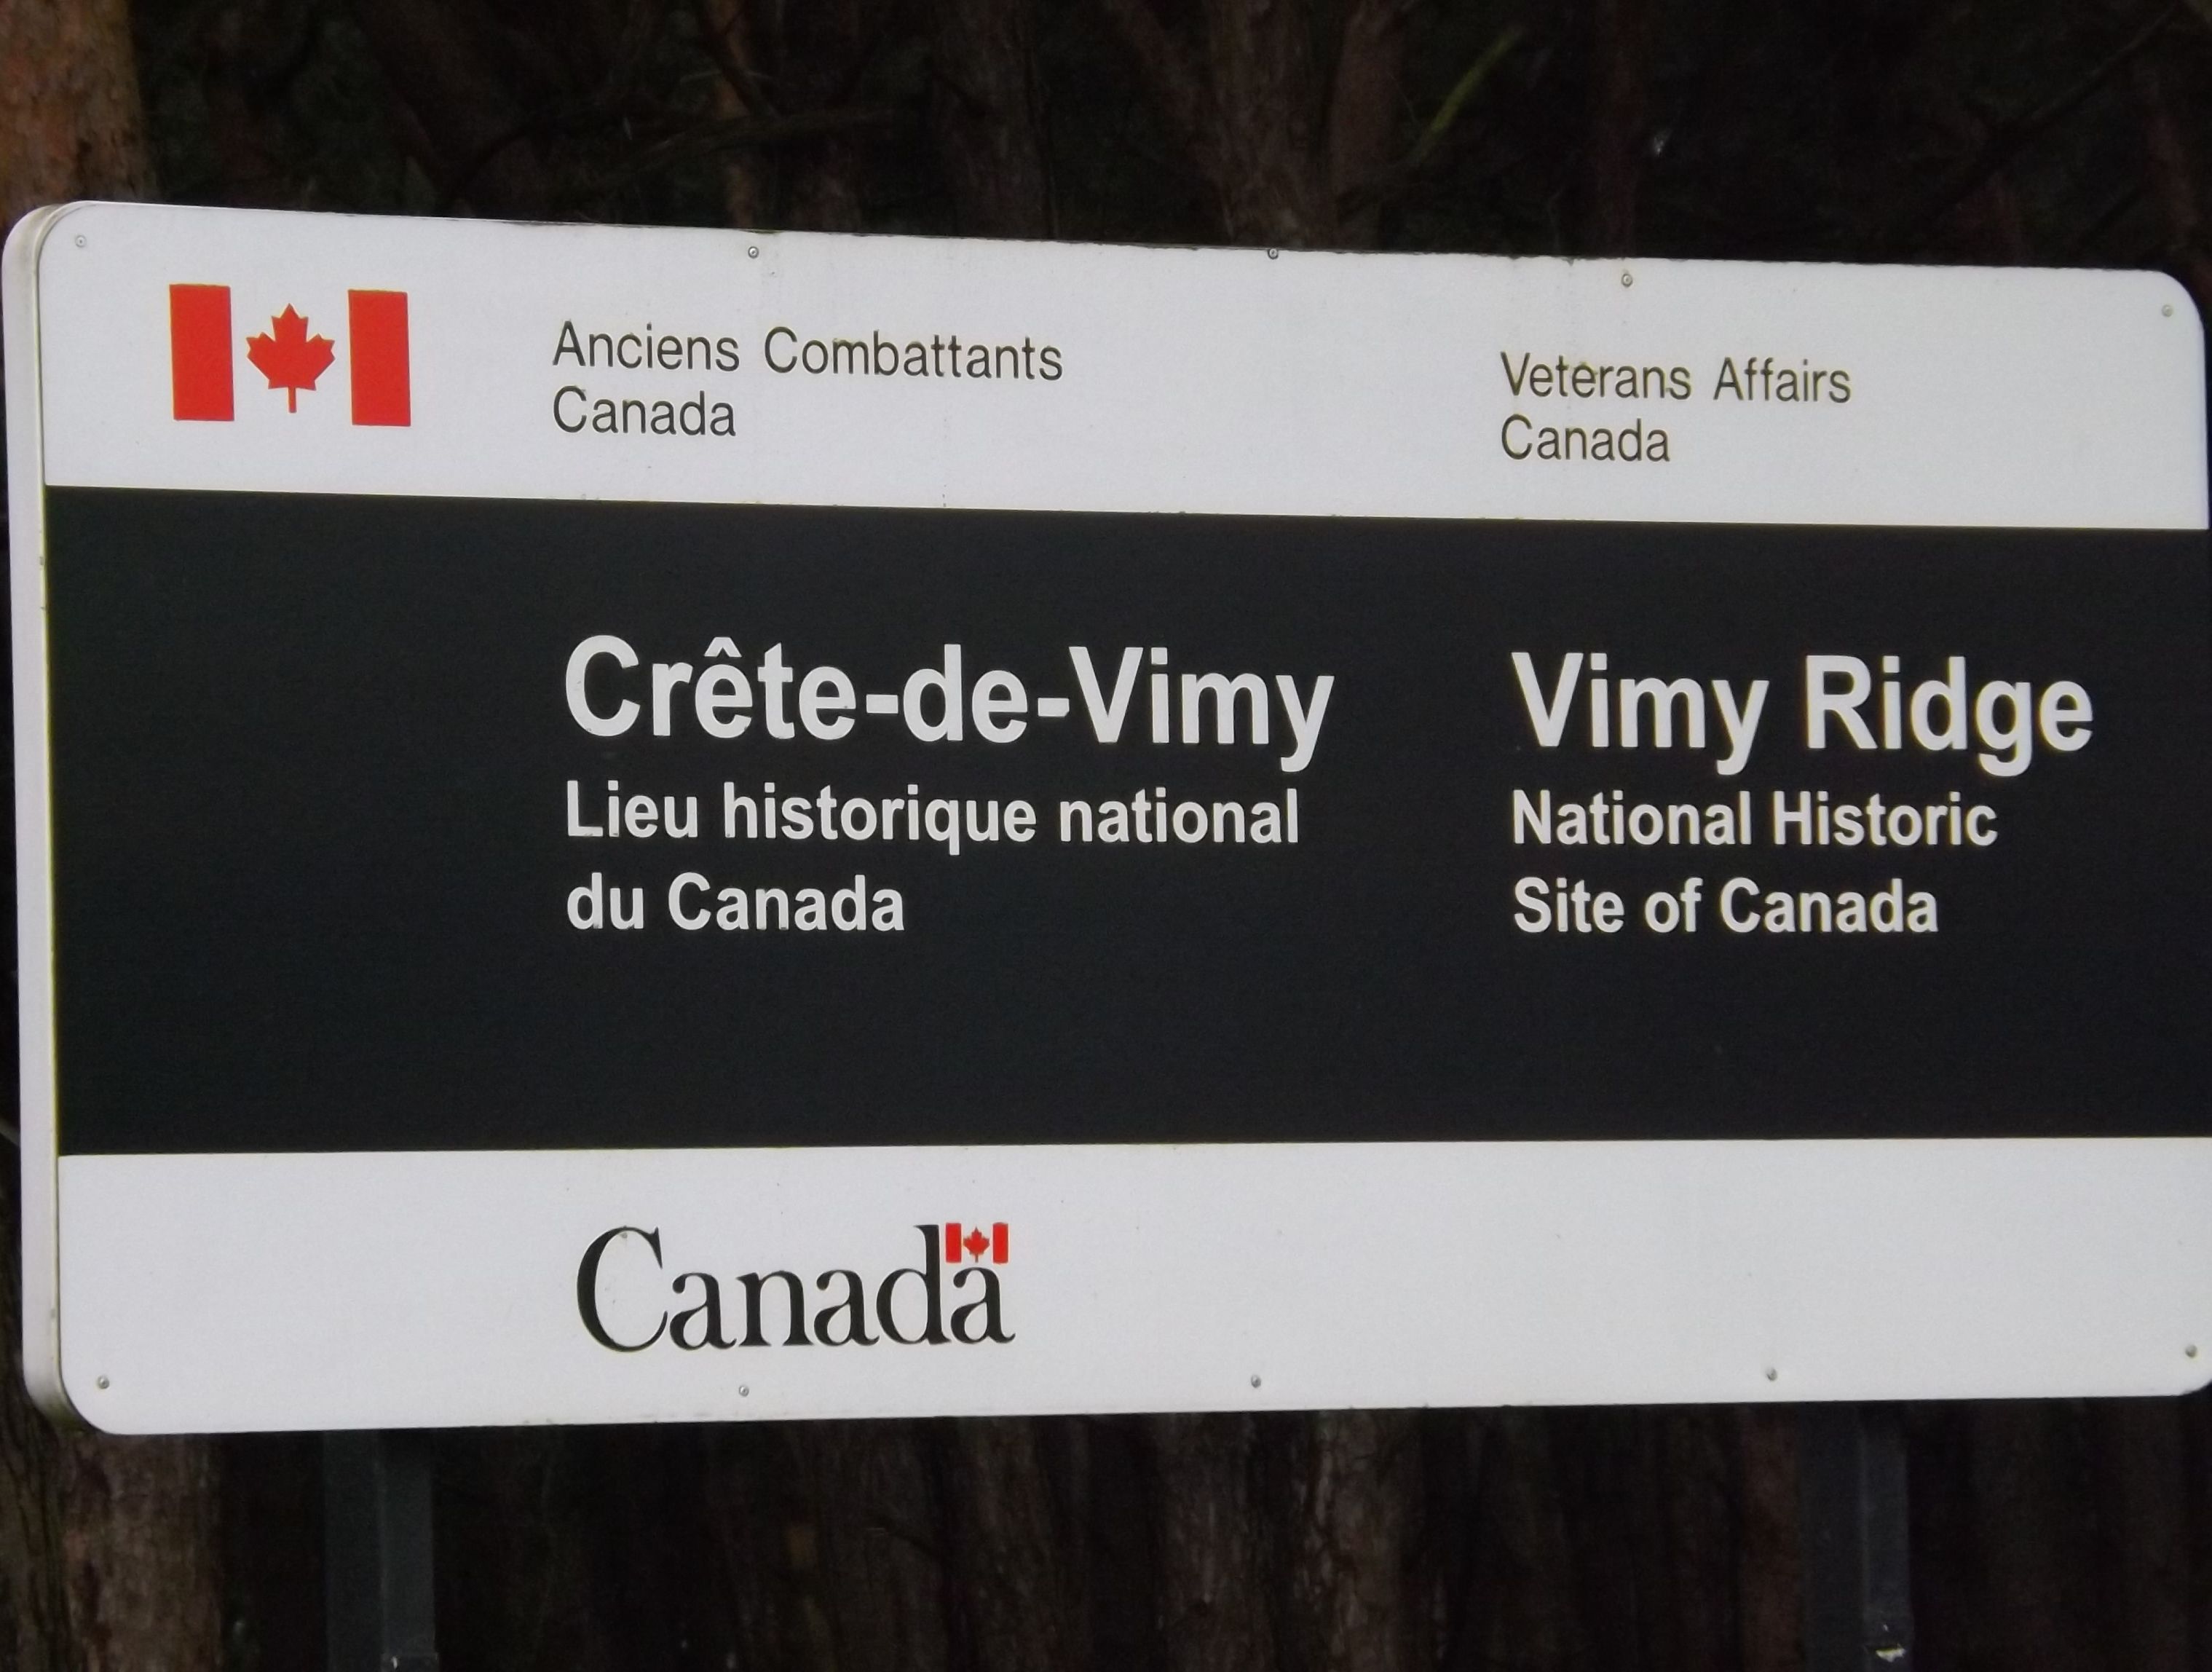 Anciens Combattants
Canada
Veterans Affairs
Canada
Crête-de-Vimy
Lieu historique national
du Canada
Vimy Ridge
National Historic
Site of Canada
Canada